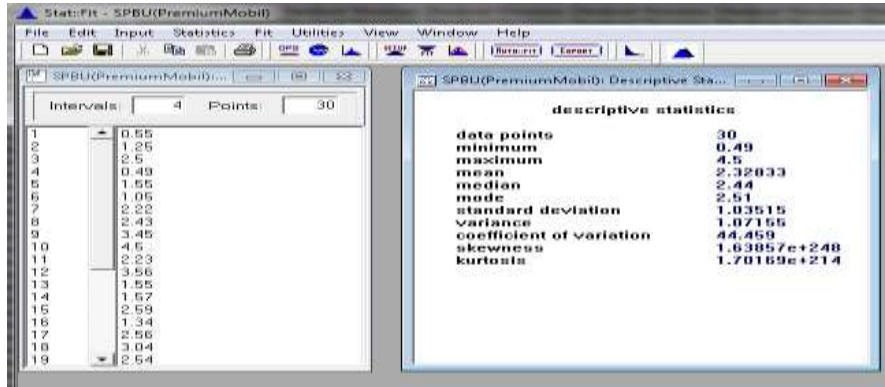 Stat::Fit - SPBU(PremiumMobil)
File Edit Input Statistics Fit Utilities View Window Help
SPBU(PremiumMobil):...
Intervals: 4 Points: 30
1 0.55
2 1.25
3 2.5
4 0.49
5 1.55
6 1.05
7 2.22
8 2.43
9 3.45
10 4.5
11 2.23
12 3.56
13 1.55
14 1.57
15 2.59
16 1.34
17 2.56
18 3.04
19 2.54
SPBU(PremiumMobil): Descriptive Sta...
descriptive statistics
data points 30
minimum 0.49
maximum 4.5
mean 2.32833
median 2.44
mode 2.51
standard deviation 1.03515
variance 1.07155
coefficient of variation 44.459
skewness 1.63857e+248
kurtosis 1.70169e+214